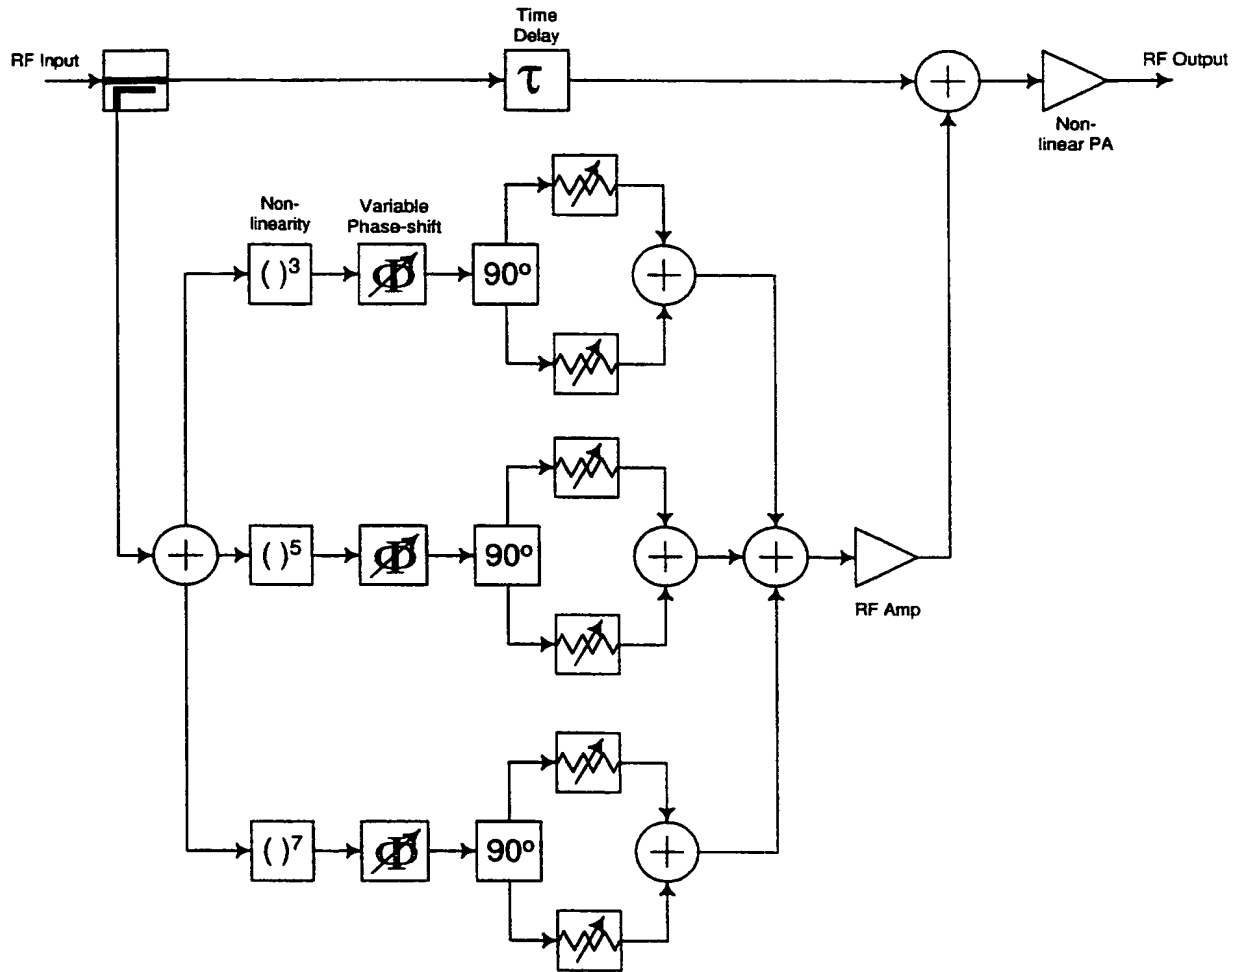 Time
Delay
RF Input
τ
RF Output
Non-
linear PA
Non-
linearity
Variable
Phase-shift
( )³
Φ
90º
( )⁵
Φ
90º
RF Amp
( )⁷
Φ
90º